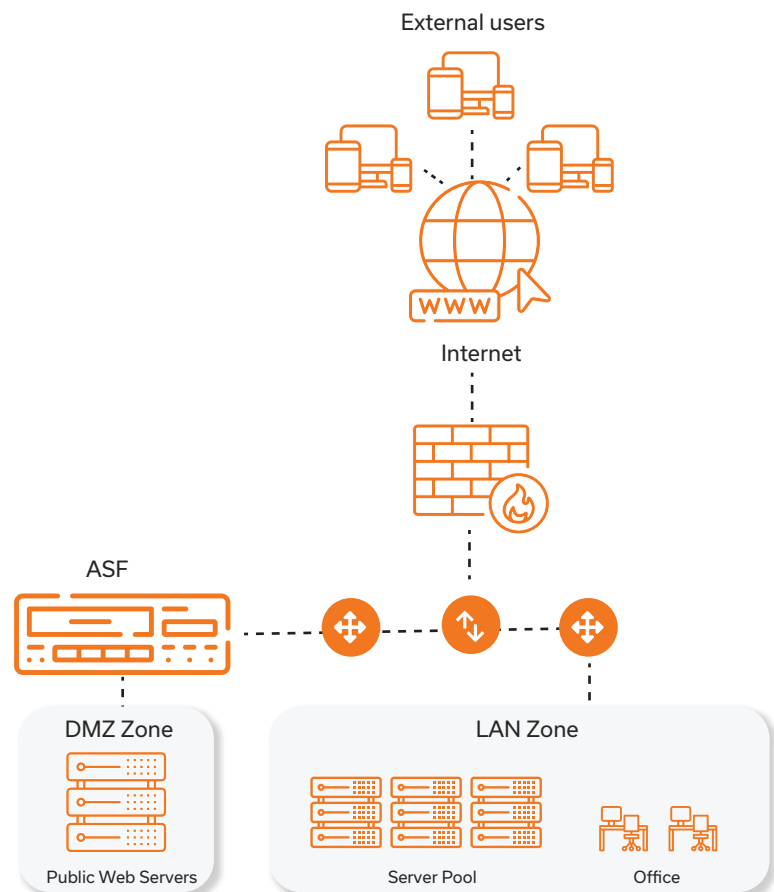 External users
WWW
Internet
ASF
DMZ Zone
LAN Zone
Public Web Servers
Server Pool
Office